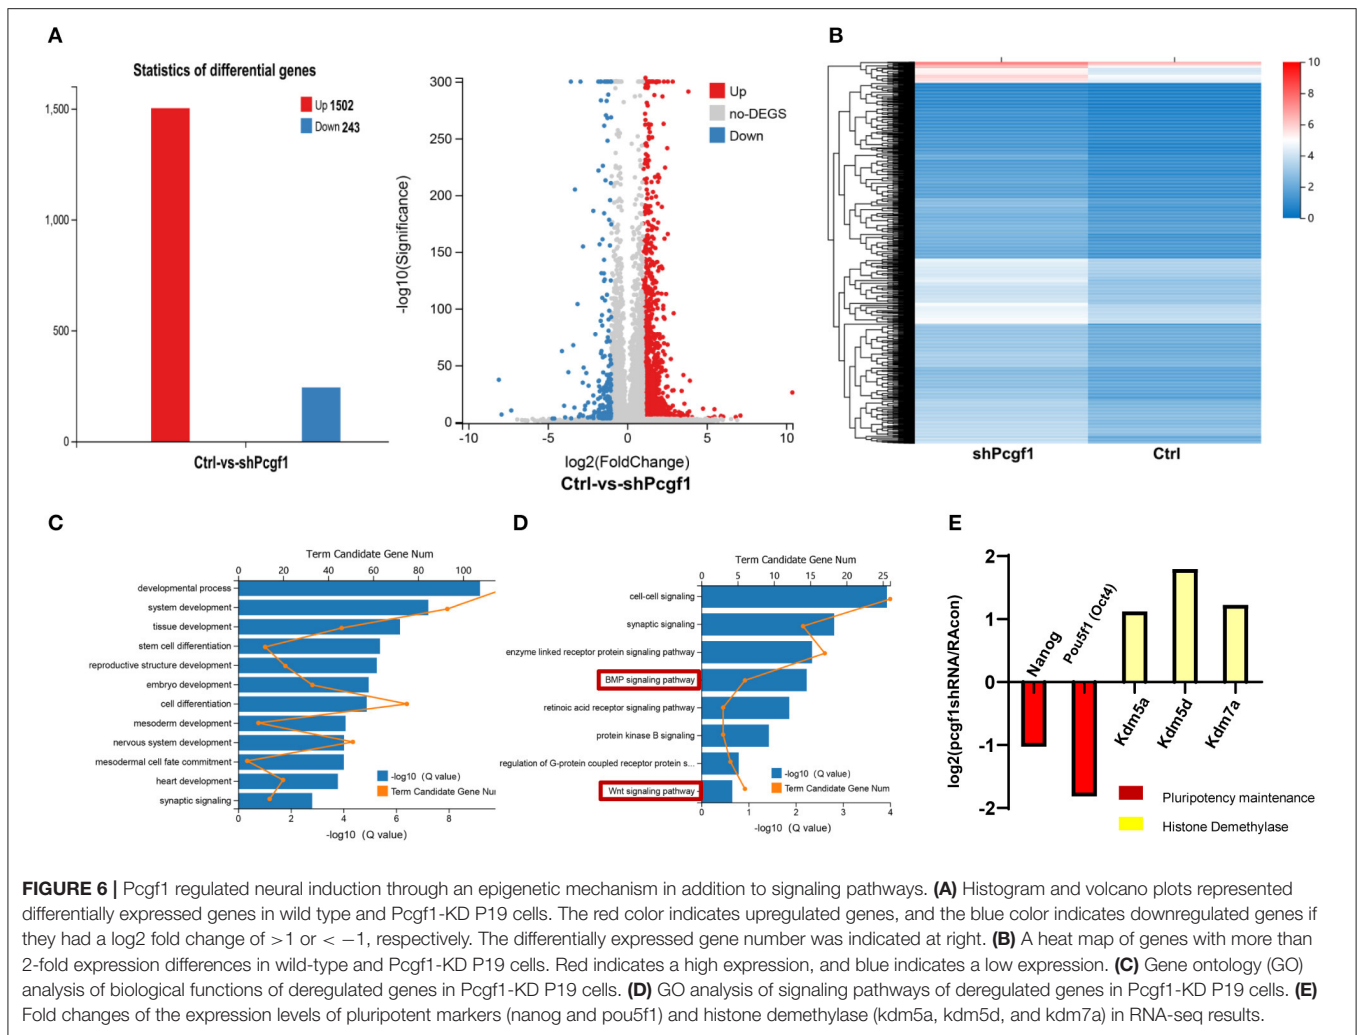 A
Statistics of differential genes
1,500
1,000
500
0
Up 1502
Down 243
Ctrl-vs-shPcgf1
-log10(Significance)
300
250
200
150
100
50
0
-10 -5 0 5 10
log2(FoldChange)
Ctrl-vs-shPcgf1
Up
no-DEGS
Down
B
10
8
6
4
2
0
shPcgf1 Ctrl
C
Term Candidate Gene Num
0 20 40 60 80 100
developmental process
system development
tissue development
stem cell differentiation
reproductive structure development
embryo development
cell differentiation
mesoderm development
nervous system development
mesodermal cell fate commitment
heart development
synaptic signaling
-log10 (Q value)
Term Candidate Gene Nun
0 2 4 6 8
-log10 (Q value)
D
Term Candidate Gene Num
0 5 10 15 20 25
cell-cell signaling
synaptic signaling
enzyme linked receptor protein signaling pathway
BMP signaling pathway
retinoic acid receptor signaling pathway
protein kinase B signaling
regulation of G-protein coupled receptor protein s...
Wnt signaling pathway
-log10 (Q value)
Term Candidate Gene Num
0 1 2 3 4
-log10 (Q value)
E
log2(pcgf1shRNA/RAcon)
2
1
0
-1
-2
Nanog
Pou5f1 (Oct4)
Kdm5a
Kdm5d
Kdm7a
Pluripotency maintenance
Histone Demethylase
FIGURE 6 | Pcgf1 regulated neural induction through an epigenetic mechanism in addition to signaling pathways. (A) Histogram and volcano plots represented
differentially expressed genes in wild type and Pcgf1-KD P19 cells. The red color indicates upregulated genes, and the blue color indicates downregulated genes if
they had a log2 fold change of >1 or < −1, respectively. The differentially expressed gene number was indicated at right. (B) A heat map of genes with more than
2-fold expression differences in wild-type and Pcgf1-KD P19 cells. Red indicates a high expression, and blue indicates a low expression. (C) Gene ontology (GO)
analysis of biological functions of deregulated genes in Pcgf1-KD P19 cells. (D) GO analysis of signaling pathways of deregulated genes in Pcgf1-KD P19 cells. (E)
Fold changes of the expression levels of pluripotent markers (nanog and pou5f1) and histone demethylase (kdm5a, kdm5d, and kdm7a) in RNA-seq results.